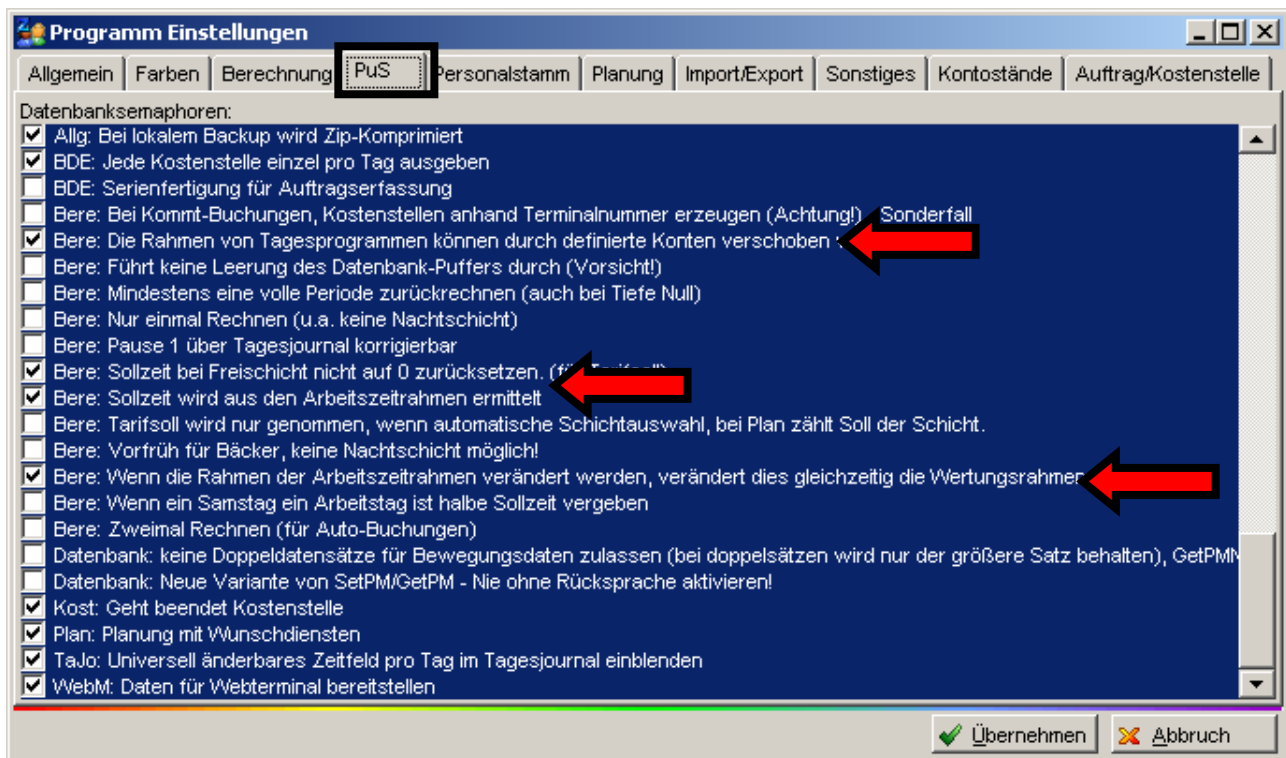 Programm Einstellungen
Allgemein Farben Berechnung PuS Personalstamm Planung Import/Export Sonstiges Kontostände Auftrag/Kostenstelle
Datenbanksemaphoren:
Allg: Bei lokalem Backup wird Zip-Komprimiert
BDE: Jede Kostenstelle einzel pro Tag ausgeben
BDE: Serienfertigung für Auftragserfassung
Bere: Bei Kommt-Buchungen, Kostenstellen anhand Terminalnummer erzeugen (Achtung!) Sonderfall
Bere: Die Rahmen von Tagesprogrammen können durch definierte Konten verschoben
Bere: Führt keine Leerung des Datenbank-Puffers durch (Vorsicht!)
Bere: Mindestens eine volle Periode zurückrechnen (auch bei Tiefe Null)
Bere: Nur einmal Rechnen (u.a. keine Nachtschicht)
Bere: Pause 1 über Tagesjournal korrigierbar
Bere: Sollzeit bei Freischicht nicht auf 0 zurücksetzen.
Bere: Sollzeit wird aus den Arbeitszeitrahmen ermittelt
Bere: Tarifsoll wird nur genommen, wenn automatische Schichtauswahl, bei Plan zählt Soll der Schicht.
Bere: Vorfrüh für Bäcker, keine Nachtschicht möglich!
Bere: Wenn die Rahmen der Arbeitszeitrahmen verändert werden, verändert dies gleichzeitig die Wertungsrahmen
Bere: Wenn ein Samstag ein Arbeitstag ist halbe Sollzeit vergeben
Bere: Zweimal Rechnen (für Auto-Buchungen)
Datenbank: keine Doppeldatensätze für Bewegungsdaten zulassen (bei doppelsätzen wird nur der größere Satz behalten),
Datenbank: Neue Variante von SetPM/GetPM - Nie ohne Rücksprache aktivieren!
Kost: Geht beendet Kostenstelle
Plan: Planung mit Wunschdiensten
TaJo: Universell änderbares Zeitfeld pro Tag im Tagesjournal einblenden
WebM: Daten für Webterminal bereitstellen
Übernehmen Abbruch